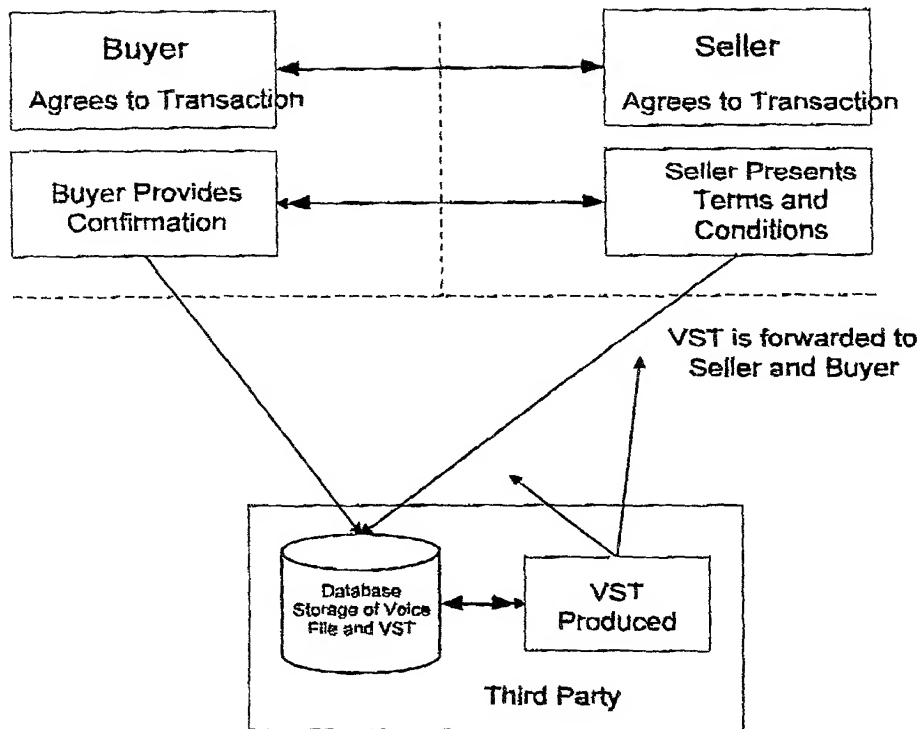 Buyer
Agrees to Transaction
Seller
Agrees to Transaction
Buyer Provides
Confirmation
Seller Presents
Terms and
Conditions
VST is forwarded to
Seller and Buyer
Database
Storage of Voice
File and VST
VST
Produced
Third Party